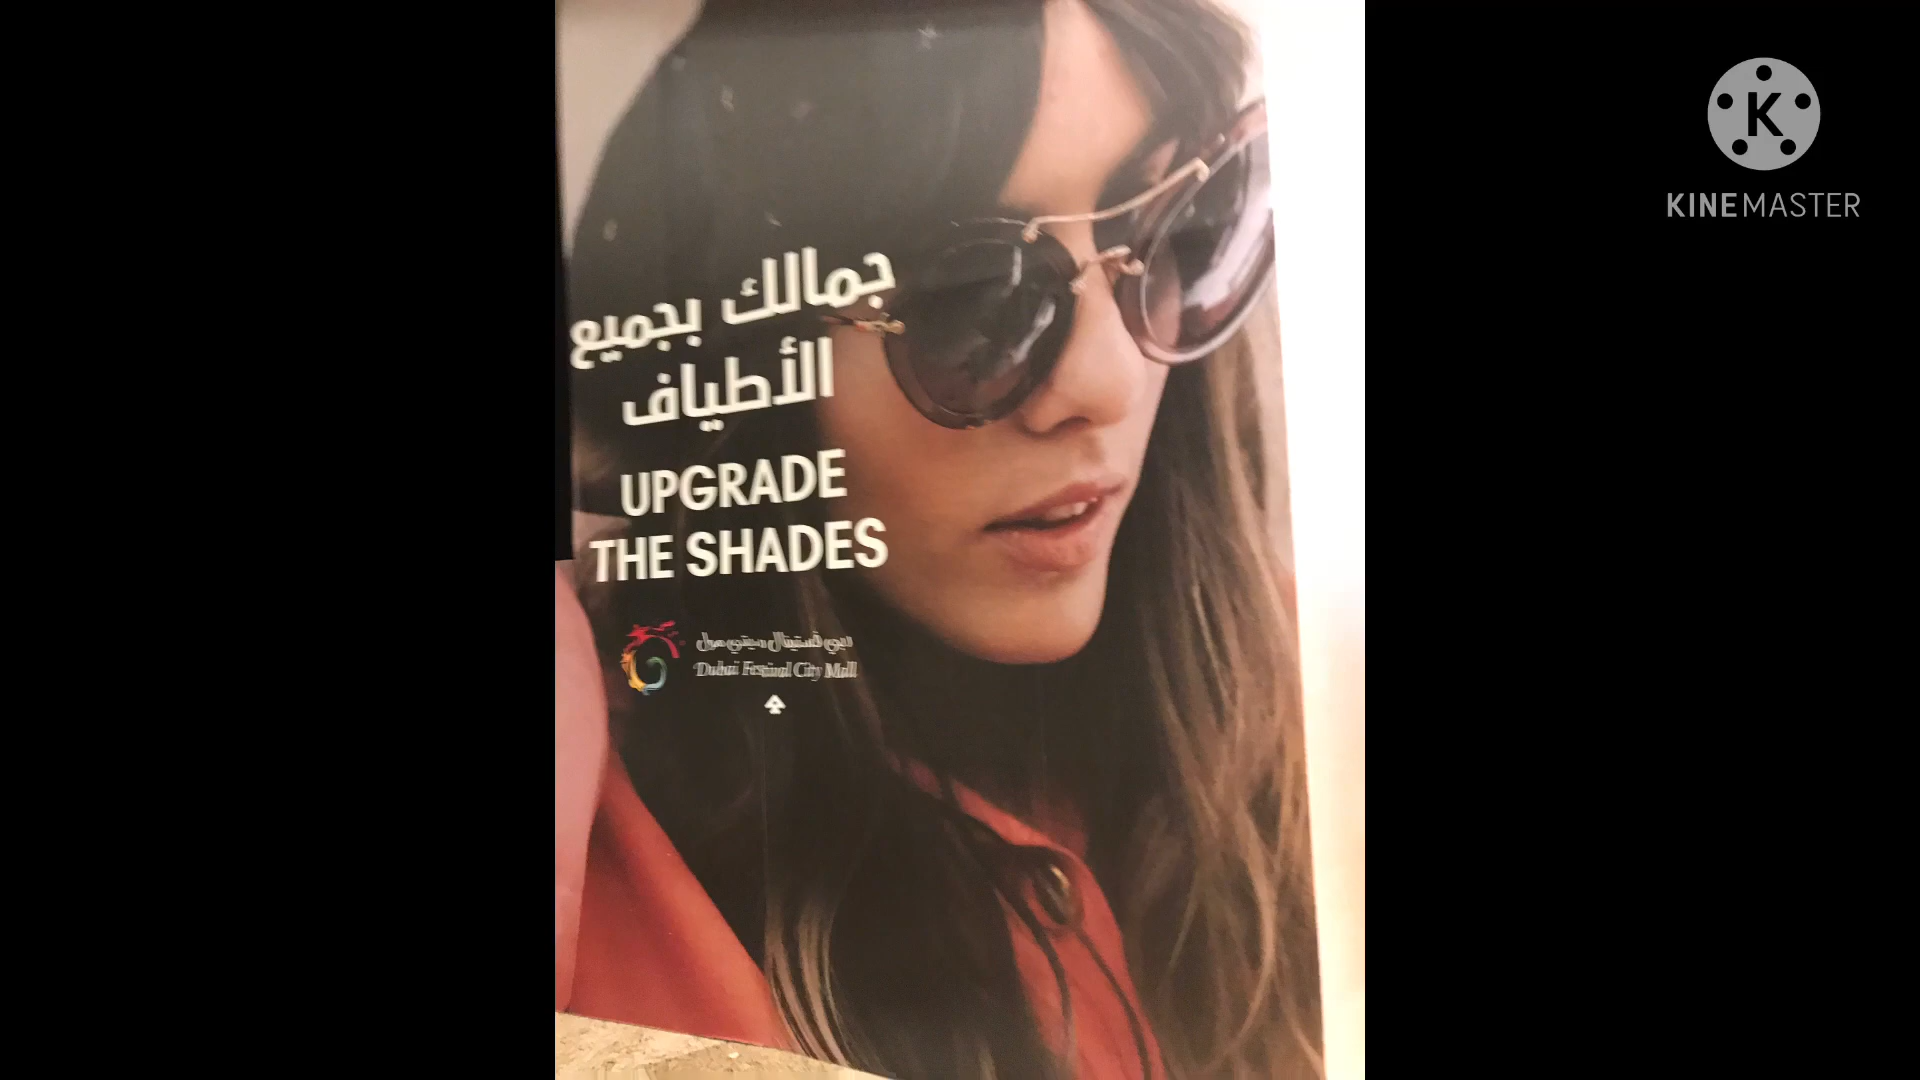 جمالك بجميع
الأطياف
UPGRADE
THE SHADES
دبي فستيفال سيتي مول
Dubai Festival City Mall
K
KINEMASTER